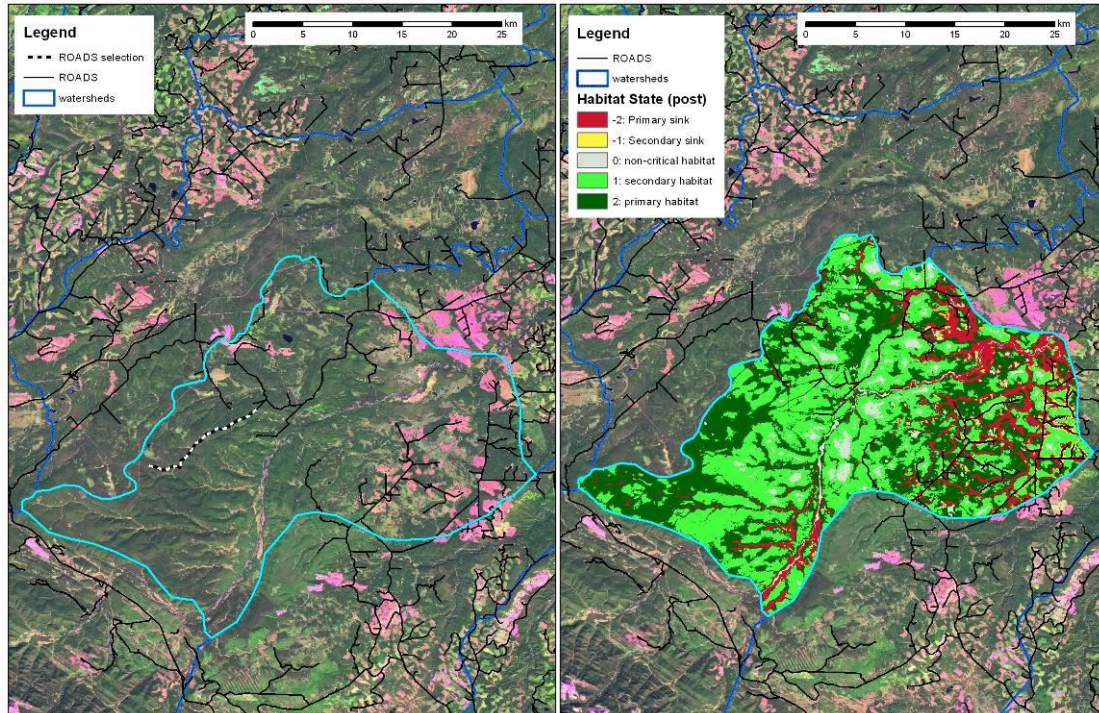 Legend
ROADS selection
ROADS
watersheds
km
0 5 10 15 20 25
Legend
ROADS
watersheds
Habitat State (post)
-2: Primary sink
-1: Secondary sink
0: non-critical habitat
1: secondary habitat
2: primary habitat
km
0 5 10 15 20 25